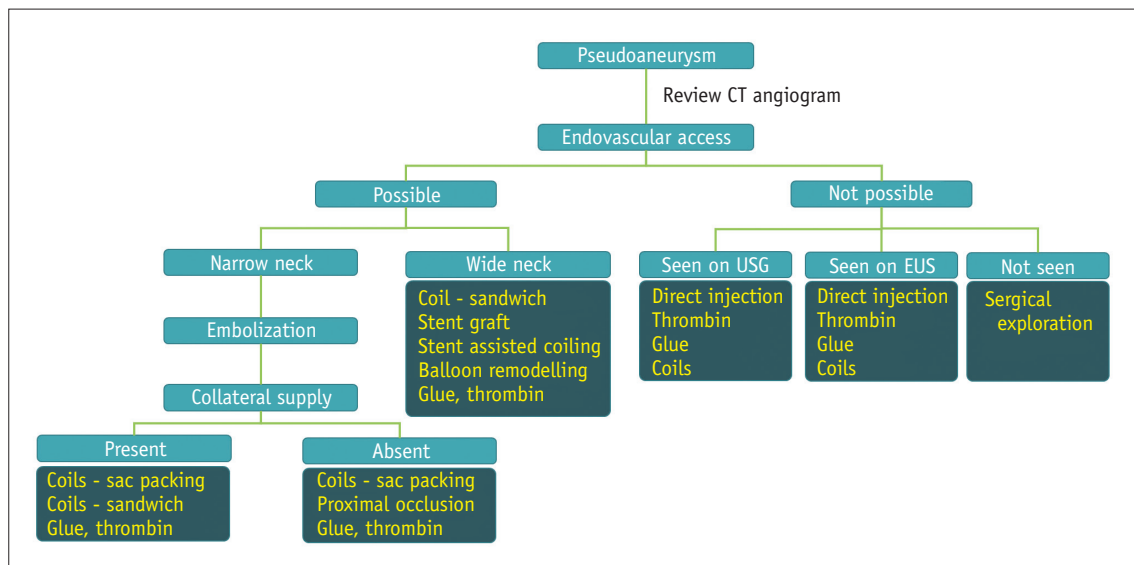 Pseudoaneurysm
Review CT angiogram
Endovascular access
Possible
Not possible
Narrow neck
Wide neck
Seen on USG
Seen on EUS
Not seen
Coil - sandwich
Stent graft
Stent assisted coiling
Balloon remodelling
Glue, thrombin
Direct injection
Thrombin
Glue
Coils
Direct injection
Thrombin
Glue
Coils
Sergical
exploration
Embolization
Collateral supply
Present
Absent
Coils - sac packing
Coils - sandwich
Glue, thrombin
Coils - sac packing
Proximal occlusion
Glue, thrombin